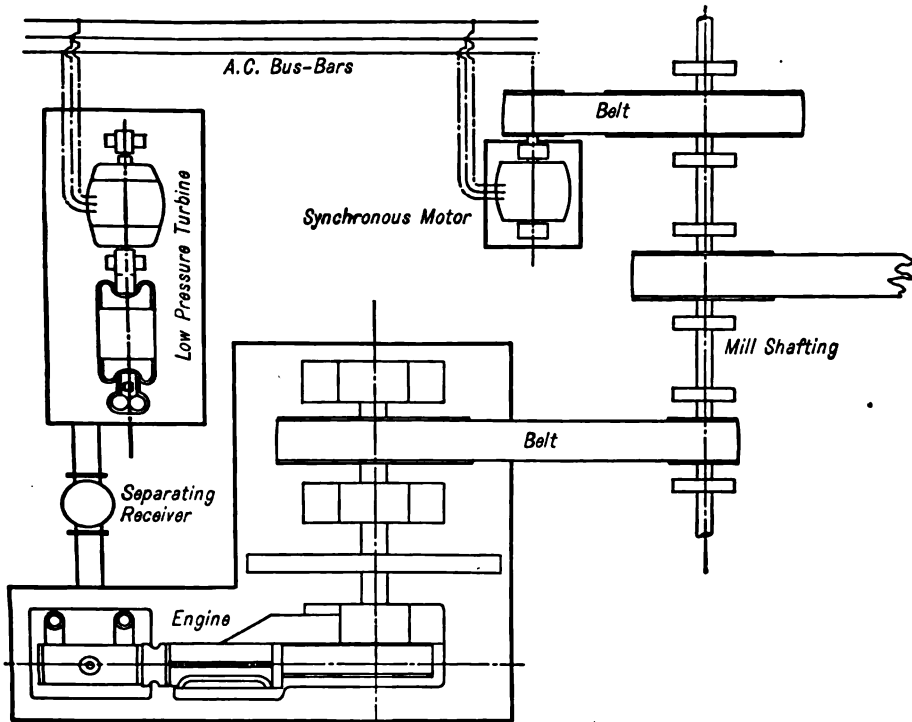 A.C. Bus-Bars
Belt
Synchronous Motor
Low Pressure Turbine
Mill Shafting
Belt
Separating
Receiver
Engine